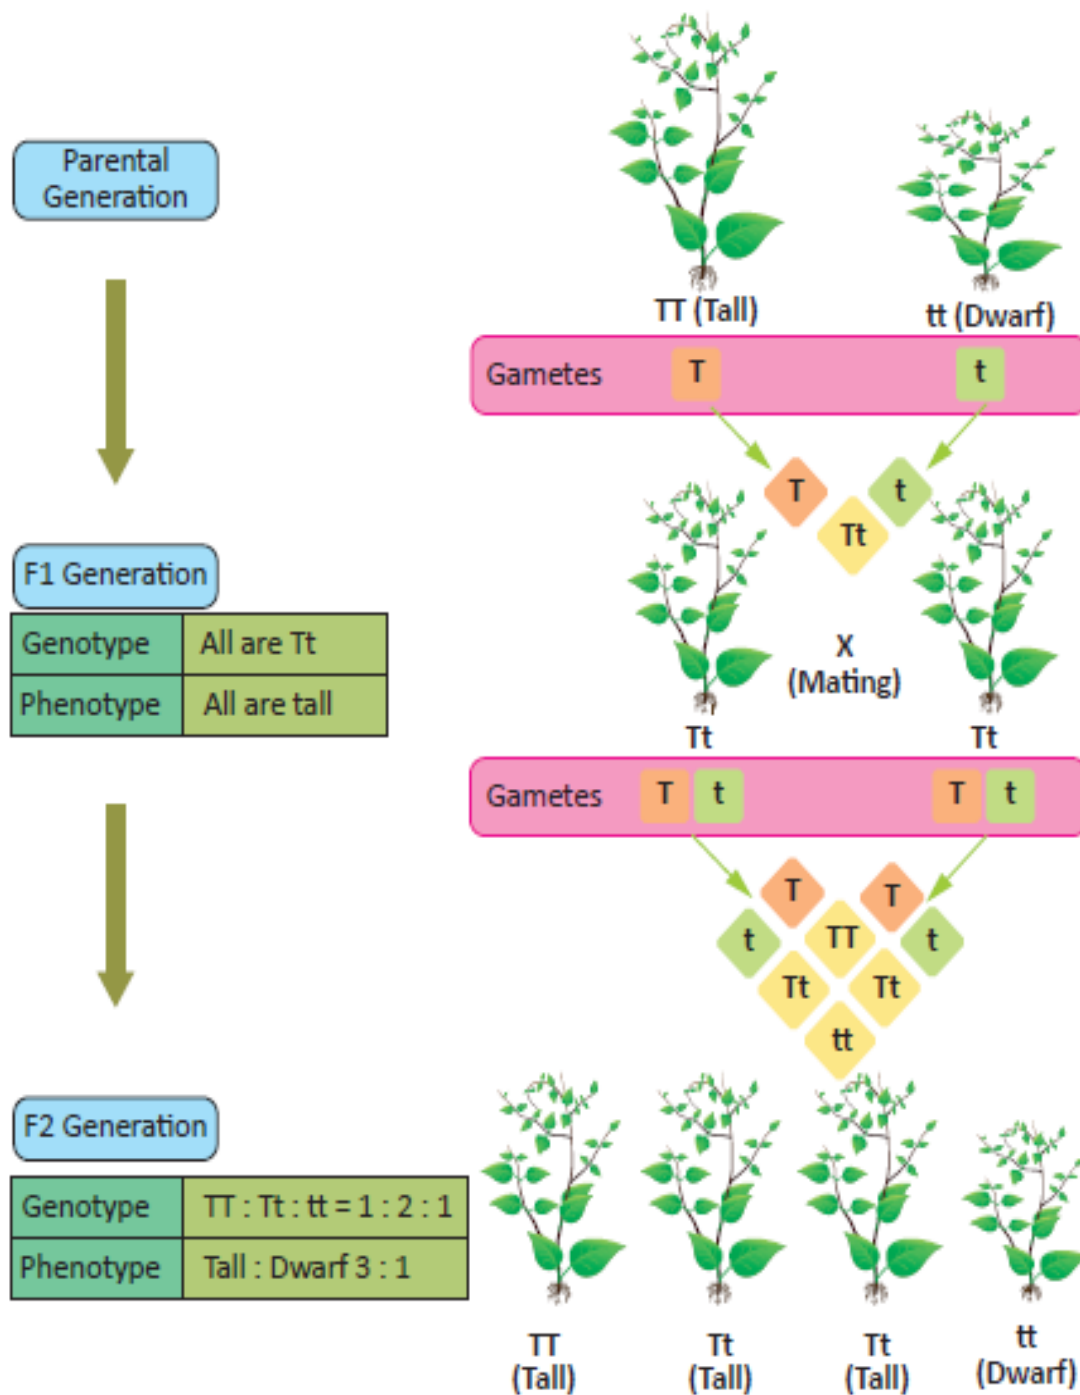 Parental
Generation
TT (Tall)
tt (Dwarf)
Gametes
T
t
T
t
Tt
F1 Generation
Genotype
All are Tt
Phenotype
All are tall
X
(Mating)
Tt
Tt
Gametes
T
t
T
t
T
T
t
TT
t
Tt
Tt
tt
F2 Generation
Genotype
TT : Tt : tt = 1 : 2 : 1
Phenotype
Tall : Dwarf 3 : 1
TT
(Tall)
Tt
(Tall)
Tt
(Tall)
tt
(Dwarf)